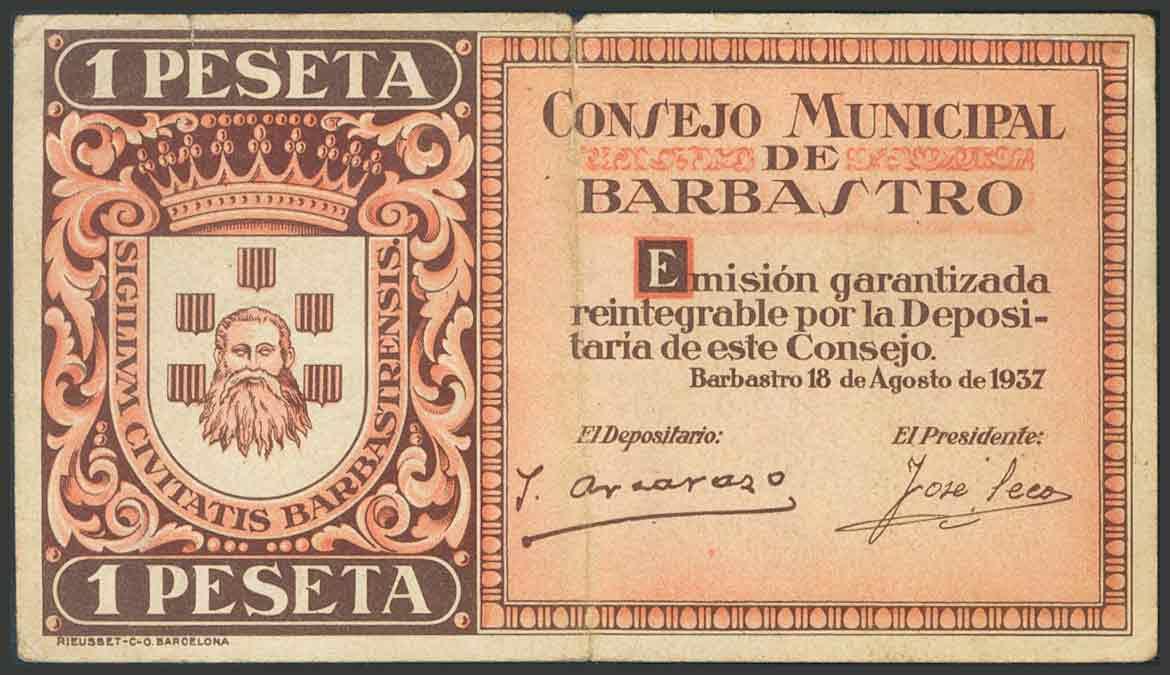 1 PESETA
SIGILLVM CIVITATIS BARBASTRENSIS.
1 PESETA
RIEUSSET-C-O. BARCELONA
CONSEJO MUNICIPAL
DE
BARBASTRO
Emisión garantizada
reintegrable por la Deposi-
taría de este Consejo.
Barbastro 18 de Agosto de 1937
El Depositario:
El Presidente:
José